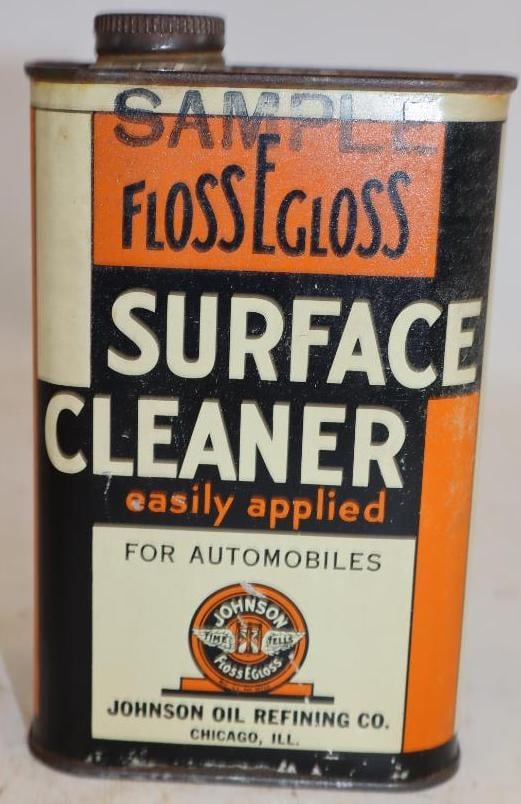 SAMPLE
FLOSSEGLOSS
SURFACE
CLEANER
easily applied
FOR AUTOMOBILES
JOHNSON
TIME TELLS
FLOSSEGLOSS
JOHNSON OIL REFINING CO.
CHICAGO, ILL.